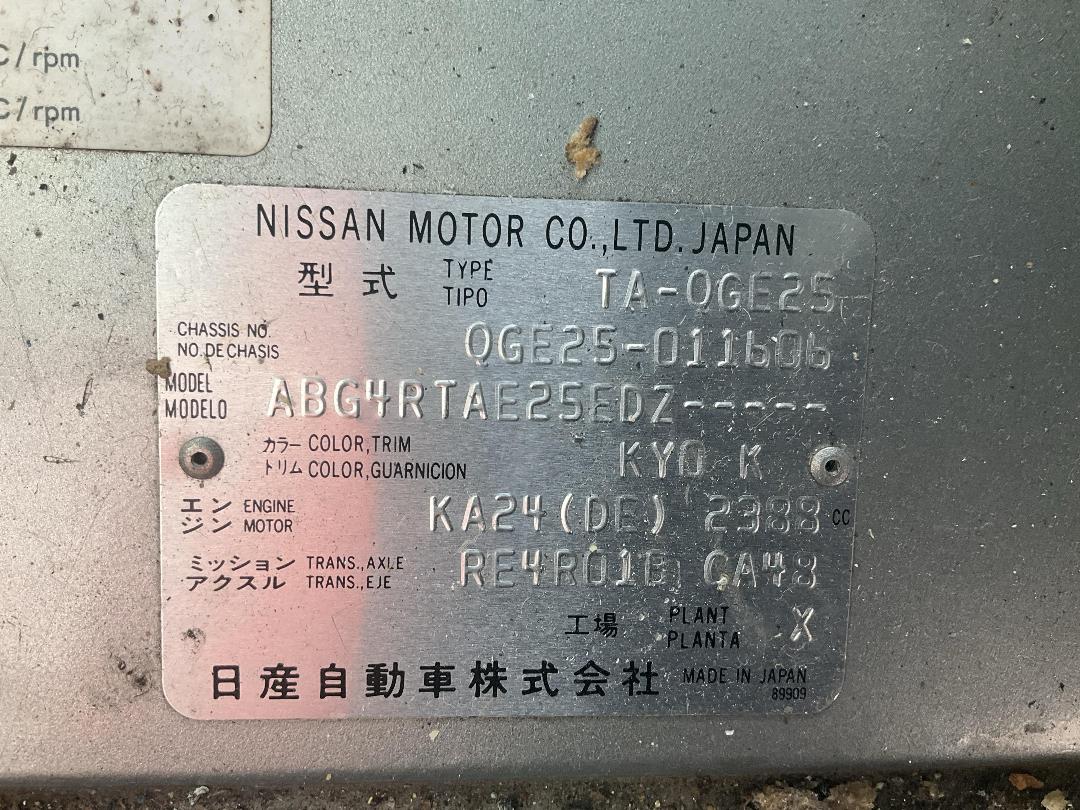 C/rpm
C/rpm
NISSAN MOTOR CO.,LTD. JAPAN
型式 TYPE TIPO TA-QGE25
CHASSIS NO. NO.DE CHASIS QGE25-011606
MODEL MODELO ABG4RTAE25EDZ-----
カラー COLOR,TRIM
トリム COLOR,GUARNICION KY0 K
エンジン ENGINE MOTOR KA24(DE) 2388 CC
ミッション TRANS.,AXLE
アクスル TRANS.,EJE RE4R01B CA48
工場 PLANT PLANTA X
日産自動車株式会社 MADE IN JAPAN
89909